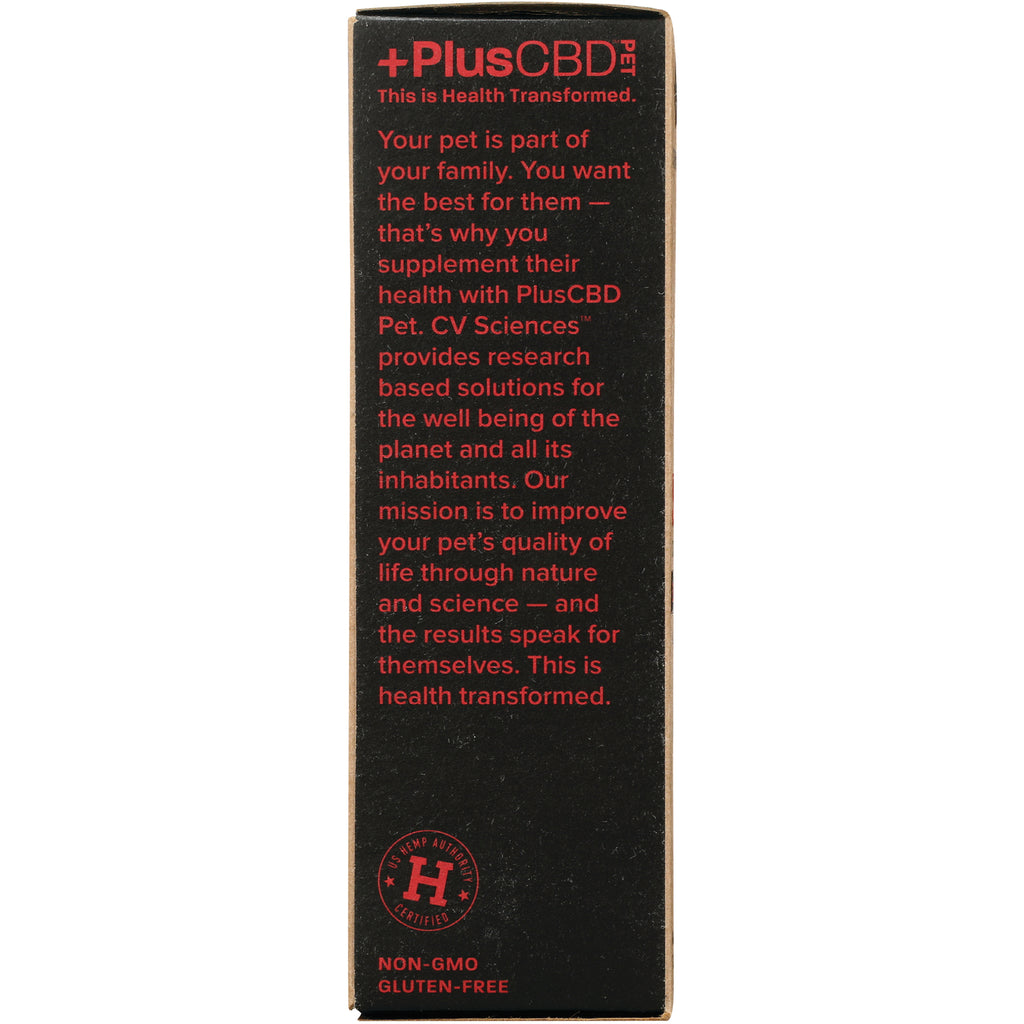 +PlusCBD™ PET
This is Health Transformed.
Your pet is part of
your family. You want
the best for them —
that's why you
supplement their
health with PlusCBD
Pet. CV Sciences™
provides research
based solutions for
the well being of the
planet and all its
inhabitants. Our
mission is to improve
your pet's quality of
life through nature
and science — and
the results speak for
themselves. This is
health transformed.
US HEMP AUTHORITY
H
CERTIFIED
NON-GMO
GLUTEN-FREE